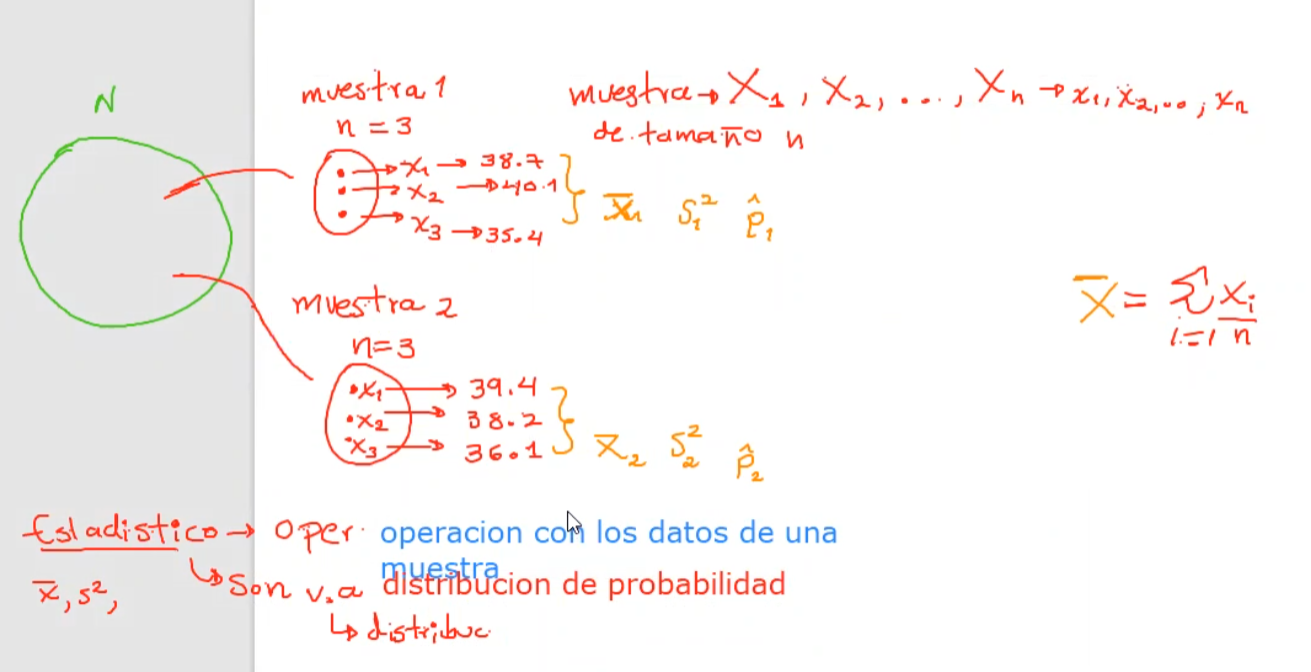 N
muestra 1
n = 3
x₁ → 38.7
x₂ → 40.1
x₃ → 35.4
x̄₁ S₁² p̂₁
muestra → X₁, X₂, ..., Xn → x₁, x₂, ..., xn
de tamaño n
X̄ = Σ xᵢ/n
i=1
muestra 2
n=3
•x₁ → 39.4
•x₂ → 38.2
•x₃ → 36.1
x̄₂ S₂² p̂₂
Estadistico → oper. operacion con los datos de una
muestra
x̄, s², ↳ son v.a distribucion de probabilidad
↳ distribuc